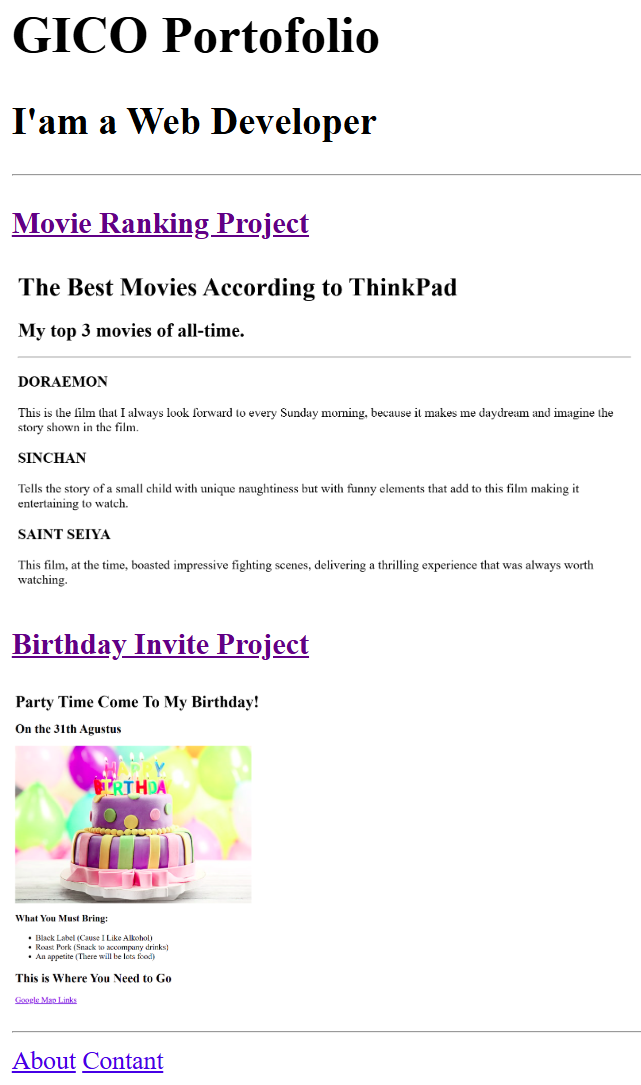 GICO Portofolio
I'am a Web Developer
Movie Ranking Project
The Best Movies According to ThinkPad
My top 3 movies of all-time.
DORAEMON
This is the film that I always look forward to every Sunday morning, because it makes me daydream and imagine the
story shown in the film.
SINCHAN
Tells the story of a small child with unique naughtiness but with funny elements that add to this film making it
entertaining to watch.
SAINT SEIYA
This film, at the time, boasted impressive fighting scenes, delivering a thrilling experience that was always worth
watching.
Birthday Invite Project
Party Time Come To My Birthday!
On the 31th Agustus
HAPPY
BIRTHDA
What You Must Bring:
• Black Label (Cause I Like Alkohol)
• Roast Pork (Snack to accompany drinks)
• An appetite (There will be lots food)
This is Where You Need to Go
Google Map Links
About Contant